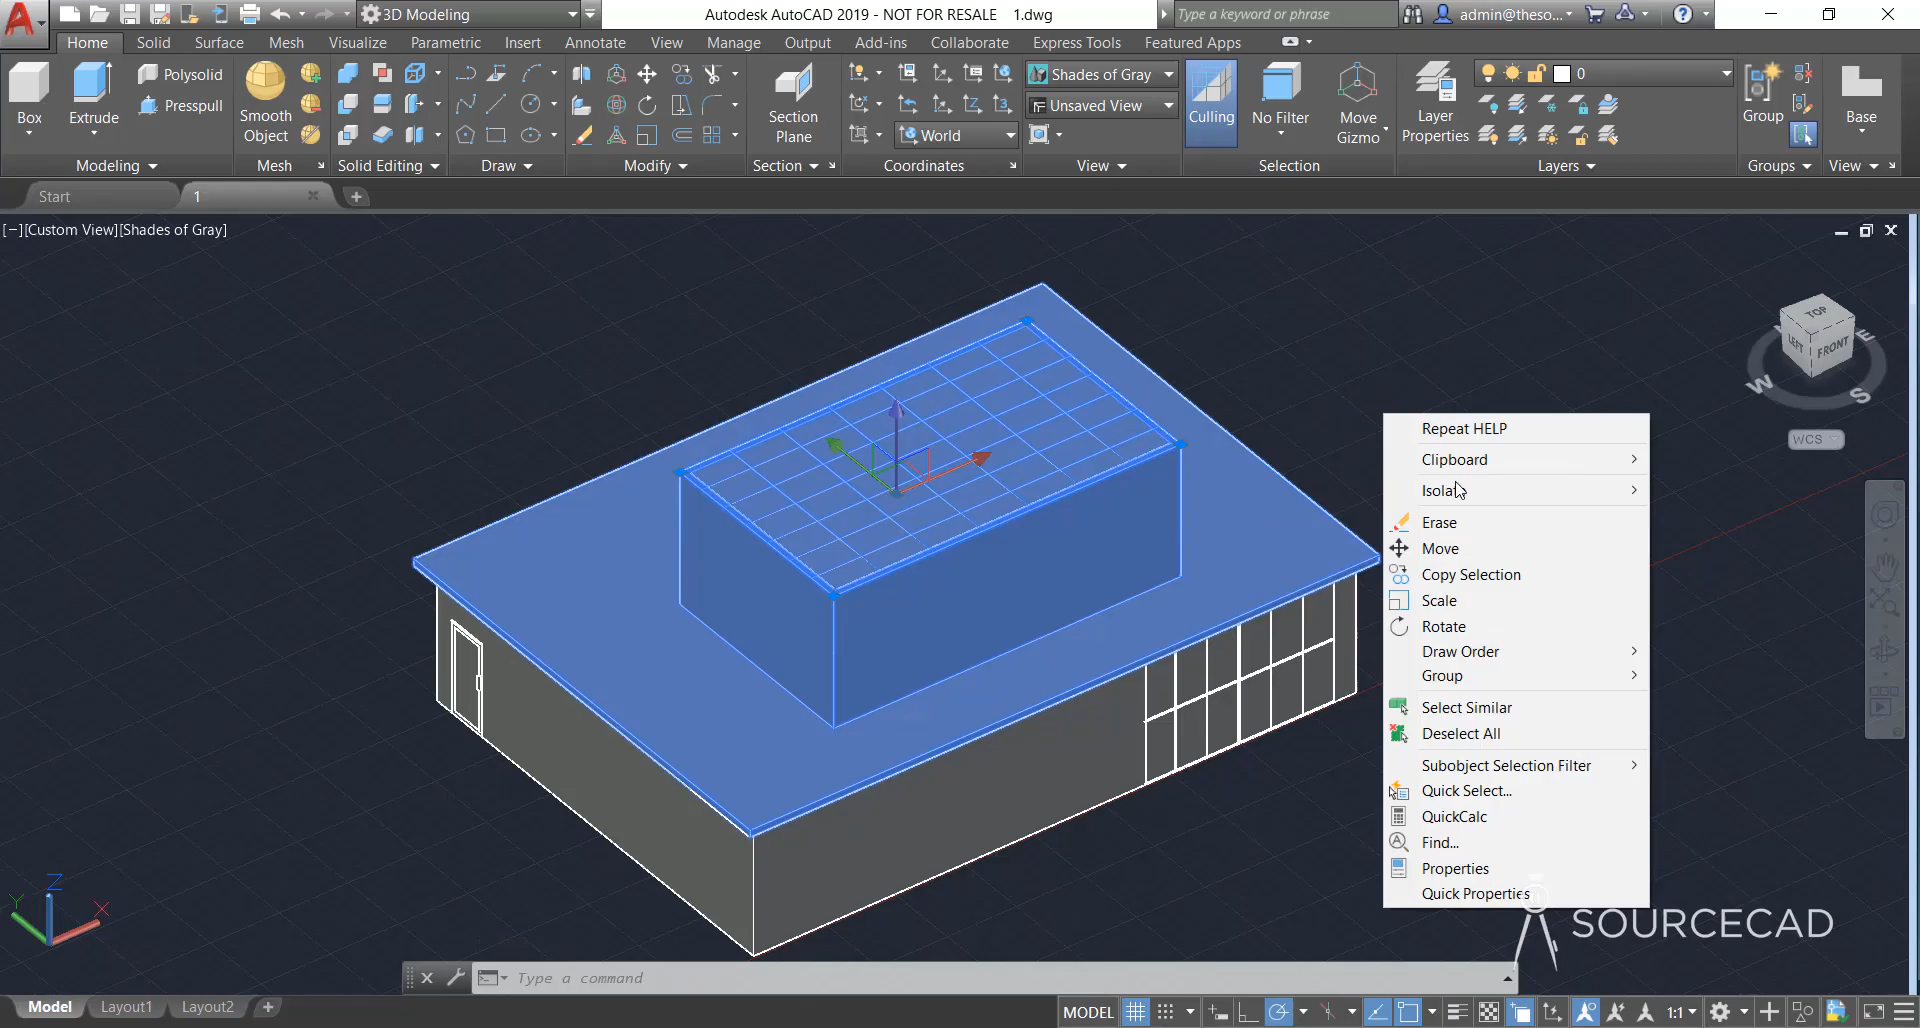 3D Modeling
Autodesk AutoCAD 2019 - NOT FOR RESALE 1.dwg
Type a keyword or phrase
admin@theso...
Home Solid Surface Mesh Visualize Parametric Insert Annotate View Manage Output Add-ins Collaborate Express Tools Featured Apps
Box
Extrude
Polysolid
Presspull
Smooth
Object
Section
Plane
World
Shades of Gray
Unsaved View
Culling
No Filter
Move
Gizmo
Layer
Properties
0
Group
Base
Modeling Mesh Solid Editing Draw Modify Section Coordinates View Selection Layers Groups View
Start 1
[−][Custom View][Shades of Gray]
TOP
LEFT FRONT
E
W S
WCS
Repeat HELP
Clipboard
Isola
Erase
Move
Copy Selection
Scale
Rotate
Draw Order
Group
Select Similar
Deselect All
Subobject Selection Filter
Quick Select...
QuickCalc
Find...
Properties
Quick Properties
SOURCECAD
Z
Y X
Type a command
Model Layout1 Layout2
MODEL 1:1